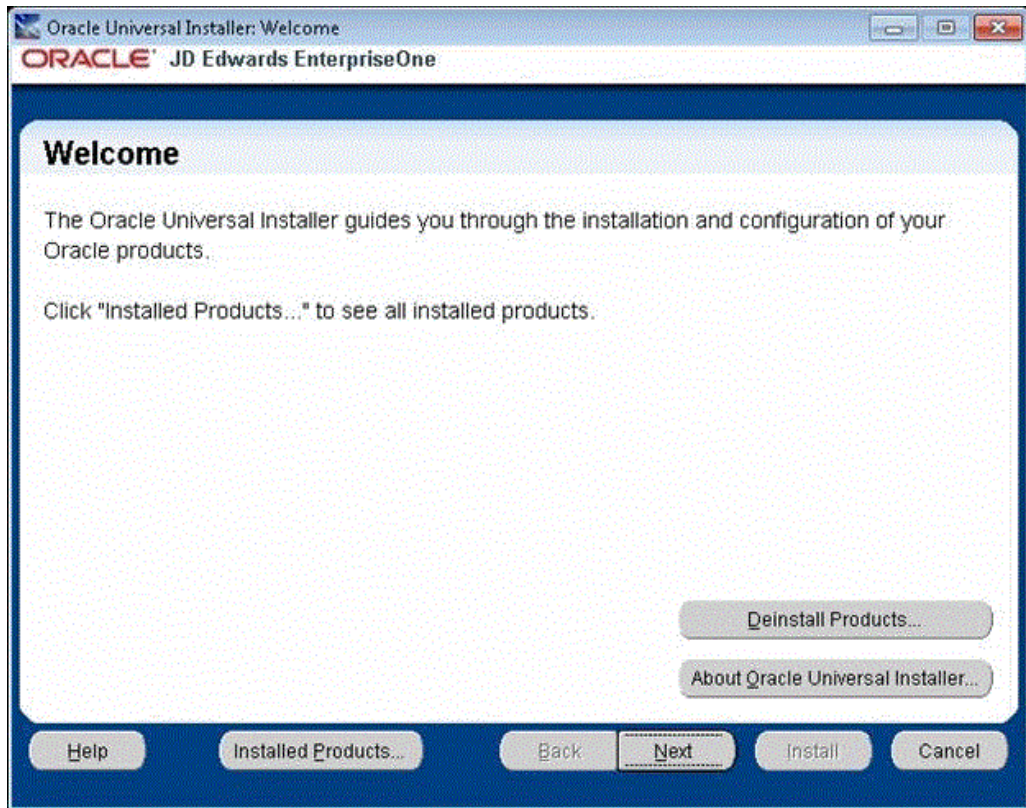 Oracle Universal Installer: Welcome
ORACLE' JD Edwards EnterpriseOne
Welcome
The Oracle Universal Installer guides you through the installation and configuration of your
Oracle products.
Click "Installed Products..." to see all installed products.
Deinstall Products...
About Oracle Universal Installer...
Help Installed Products... Back Next Install Cancel